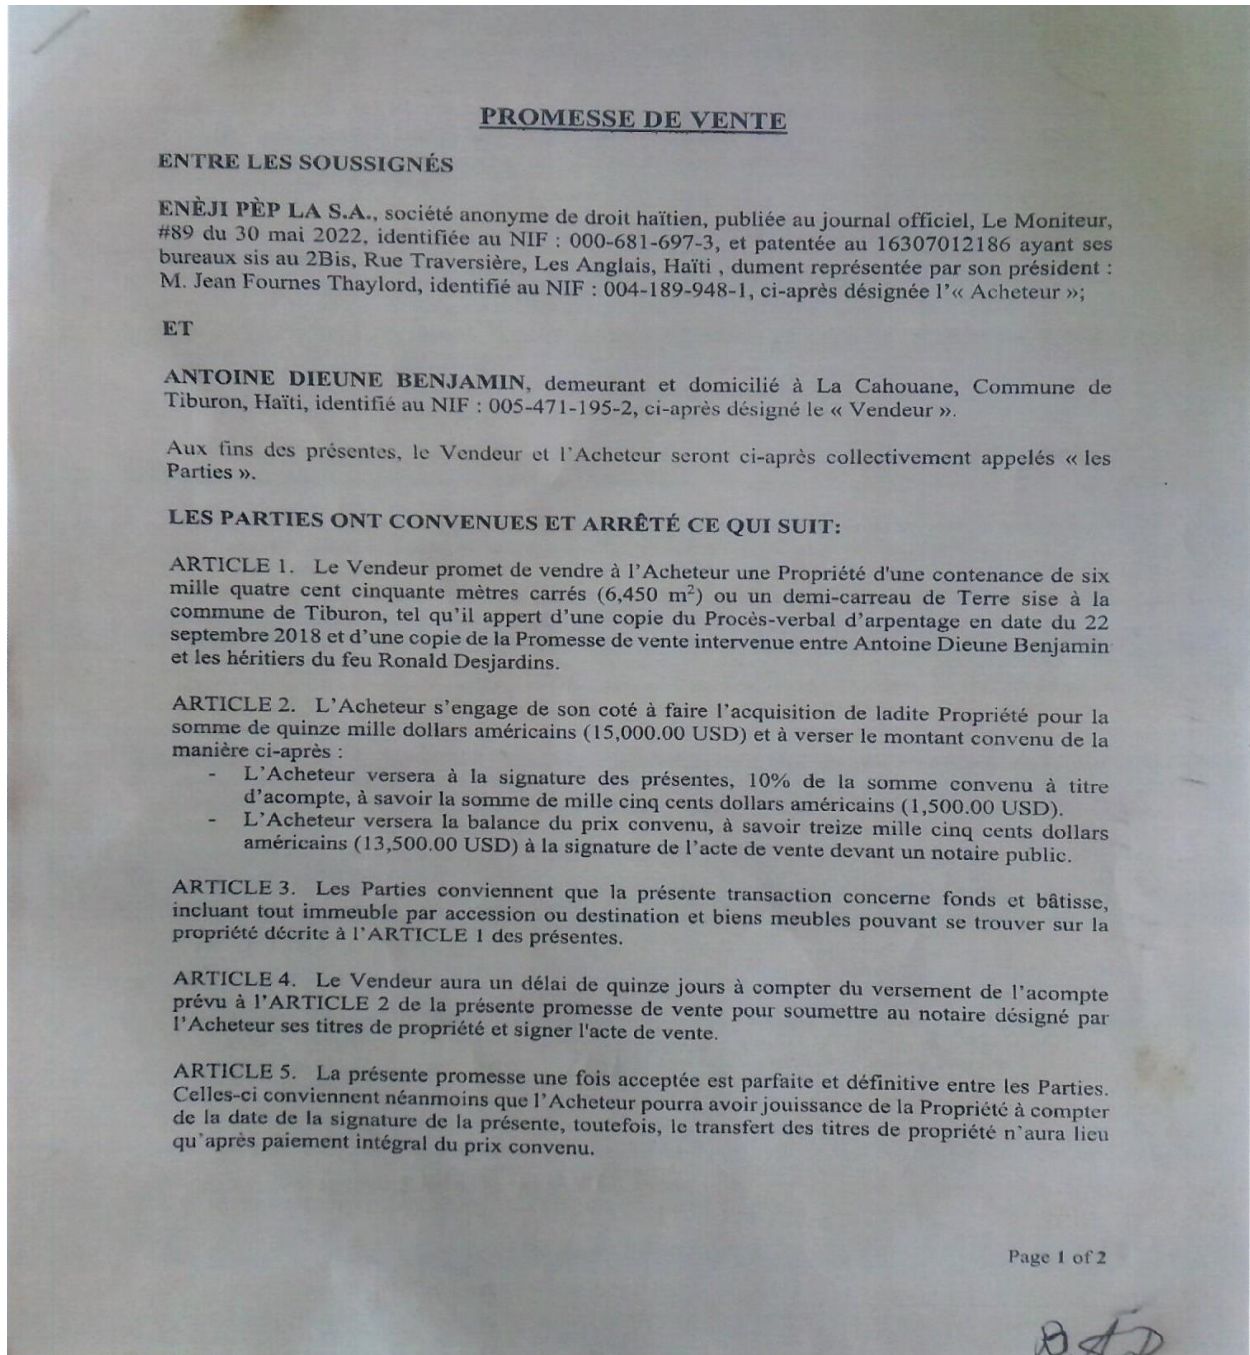 PROMESSE DE VENTE
ENTRE LES SOUSSIGNÉS
ENÈJI PÈP LA S.A., société anonyme de droit haïtien, publiée au journal officiel, Le Moniteur,
#89 du 30 mai 2022, identifiée au NIF : 000-681-697-3, et patentée au 16307012186 ayant ses
bureaux sis au 2Bis, Rue Traversière, Les Anglais, Haïti , dument représentée par son président :
M. Jean Fournes Thaylord, identifié au NIF : 004-189-948-1, ci-après désignée l'« Acheteur »;
ET
ANTOINE DIEUNE BENJAMIN, demeurant et domicilié à La Cahouane, Commune de
Tiburon, Haïti, identifié au NIF : 005-471-195-2, ci-après désigné le « Vendeur ».
Aux fins des présentes, le Vendeur et l'Acheteur seront ci-après collectivement appelés « les
Parties ».
LES PARTIES ONT CONVENUES ET ARRÊTÉ CE QUI SUIT:
ARTICLE 1. Le Vendeur promet de vendre à l'Acheteur une Propriété d'une contenance de six
mille quatre cent cinquante mètres carrés (6,450 m²) ou un demi-carreau de Terre sise à la
commune de Tiburon, tel qu'il appert d'une copie du Procès-verbal d'arpentage en date du 22
septembre 2018 et d'une copie de la Promesse de vente intervenue entre Antoine Dieune Benjamin
et les héritiers du feu Ronald Desjardins.
ARTICLE 2. L'Acheteur s'engage de son coté à faire l'acquisition de ladite Propriété pour la
somme de quinze mille dollars américains (15,000.00 USD) et à verser le montant convenu de la
manière ci-après :
- L'Acheteur versera à la signature des présentes, 10% de la somme convenu à titre
d'acompte, à savoir la somme de mille cinq cents dollars américains (1,500.00 USD).
- L'Acheteur versera la balance du prix convenu, à savoir treize mille cinq cents dollars
américains (13,500.00 USD) à la signature de l'acte de vente devant un notaire public.
ARTICLE 3. Les Parties conviennent que la présente transaction concerne fonds et bâtisse,
incluant tout immeuble par accession ou destination et biens meubles pouvant se trouver sur la
propriété décrite à l'ARTICLE 1 des présentes.
ARTICLE 4. Le Vendeur aura un délai de quinze jours à compter du versement de l'acompte
prévu à l'ARTICLE 2 de la présente promesse de vente pour soumettre au notaire désigné par
l'Acheteur ses titres de propriété et signer l'acte de vente.
ARTICLE 5. La présente promesse une fois acceptée est parfaite et définitive entre les Parties.
Celles-ci conviennent néanmoins que l'Acheteur pourra avoir jouissance de la Propriété à compter
de la date de la signature de la présente, toutefois, le transfert des titres de propriété n'aura lieu
qu'après paiement intégral du prix convenu.
Page 1 of 2
BAD